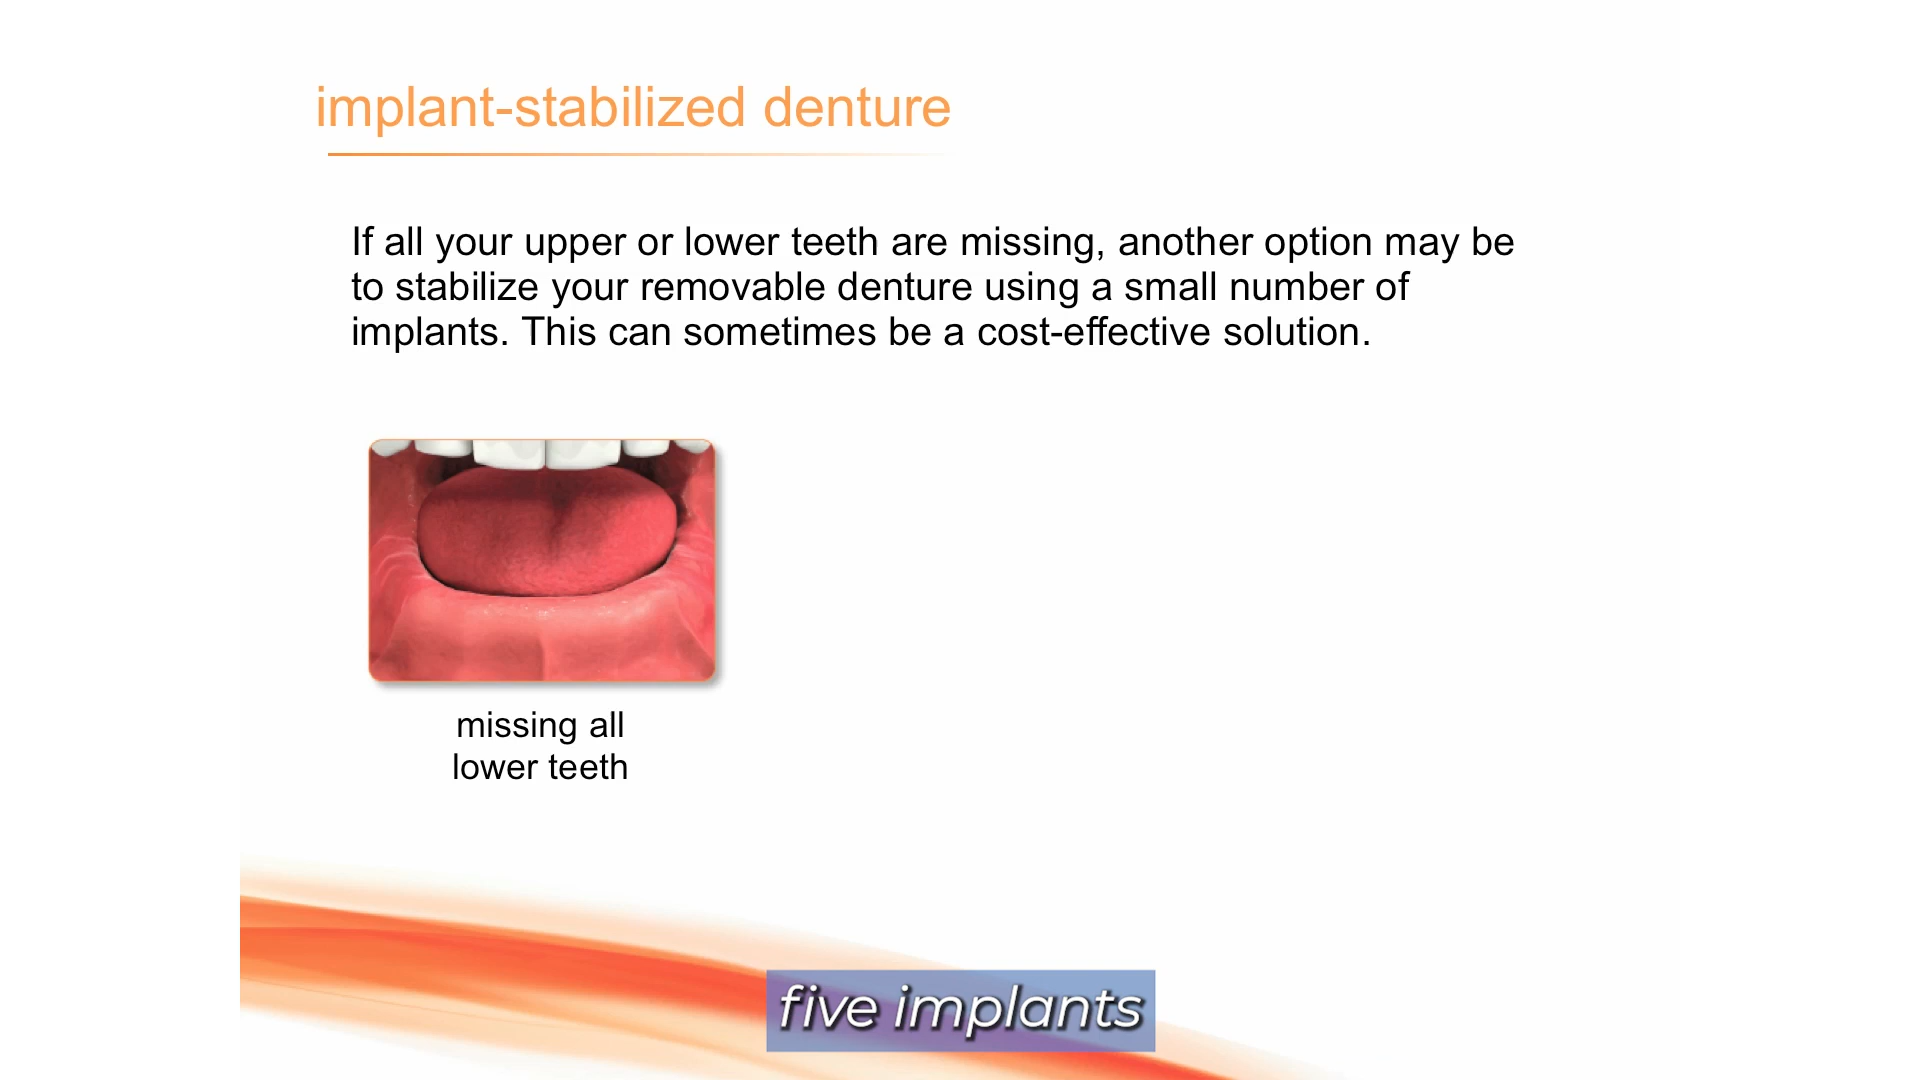 implant-stabilized denture
If all your upper or lower teeth are missing, another option may be
to stabilize your removable denture using a small number of
implants. This can sometimes be a cost-effective solution.
missing all
lower teeth
five implants